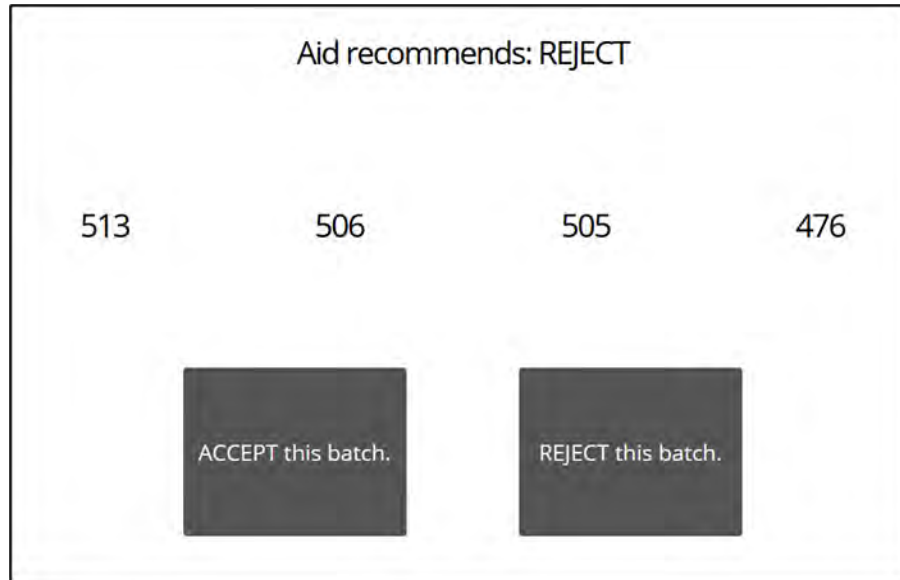 Aid recommends: REJECT
513 506 505 476
ACCEPT this batch. REJECT this batch.